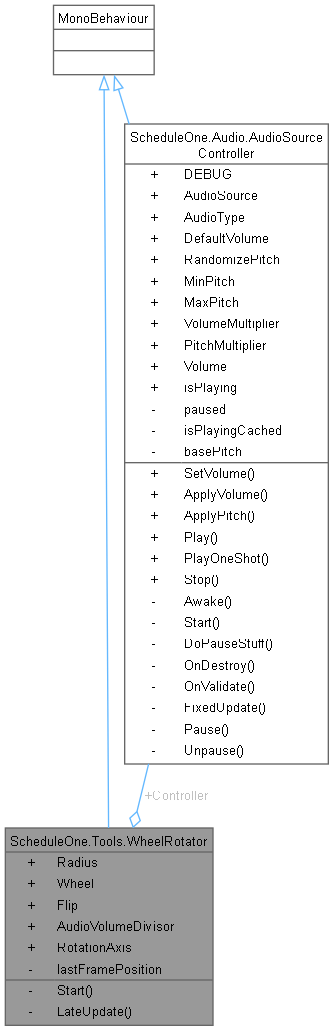 MonoBehaviour
ScheduleOne.Audio.AudioSource
Controller
+ DEBUG
+ AudioSource
+ AudioType
+ DefaultVolume
+ RandomizePitch
+ MinPitch
+ MaxPitch
+ VolumeMultiplier
+ PitchMultiplier
+ Volume
+ isPlaying
- paused
- isPlayingCached
- basePitch
+ SetVolume()
+ ApplyVolume()
+ ApplyPitch()
+ Play()
+ PlayOneShot()
+ Stop()
- Awake()
- Start()
- DoPauseStuff()
- OnDestroy()
- OnValidate()
- FixedUpdate()
- Pause()
- Unpause()
+Controller
ScheduleOne.Tools.WheelRotator
+ Radius
+ Wheel
+ Flip
+ AudioVolumeDivisor
+ RotationAxis
- lastFramePosition
- Start()
- LateUpdate()